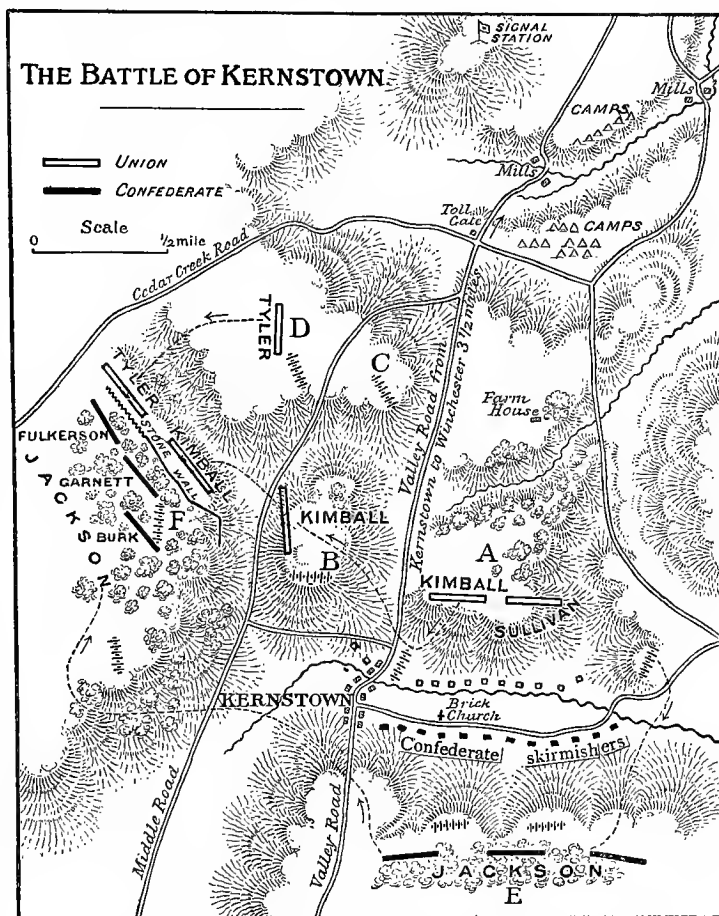 SIGNAL
STATION
THE BATTLE OF KERNSTOWN.
Mills
CAMPS
UNION
CONFEDERATE
Mills
Scale
0 1/2 mile
Toll
Gate
CAMPS
Cedar Creek Road
TYLER
D
C
Valley Road from
Kernstown to Winchester 3 1/2 miles
Farm
House
TYLER
STONE WALL
KIMBALL
FULKERSON
GARNETT
BURK
F
JACKSON
KIMBALL
B
A
KIMBALL
SULLIVAN
KERNSTOWN
Brick
Church
Confederate skirmishers
Middle Road
Valley Road
JACKSON
E